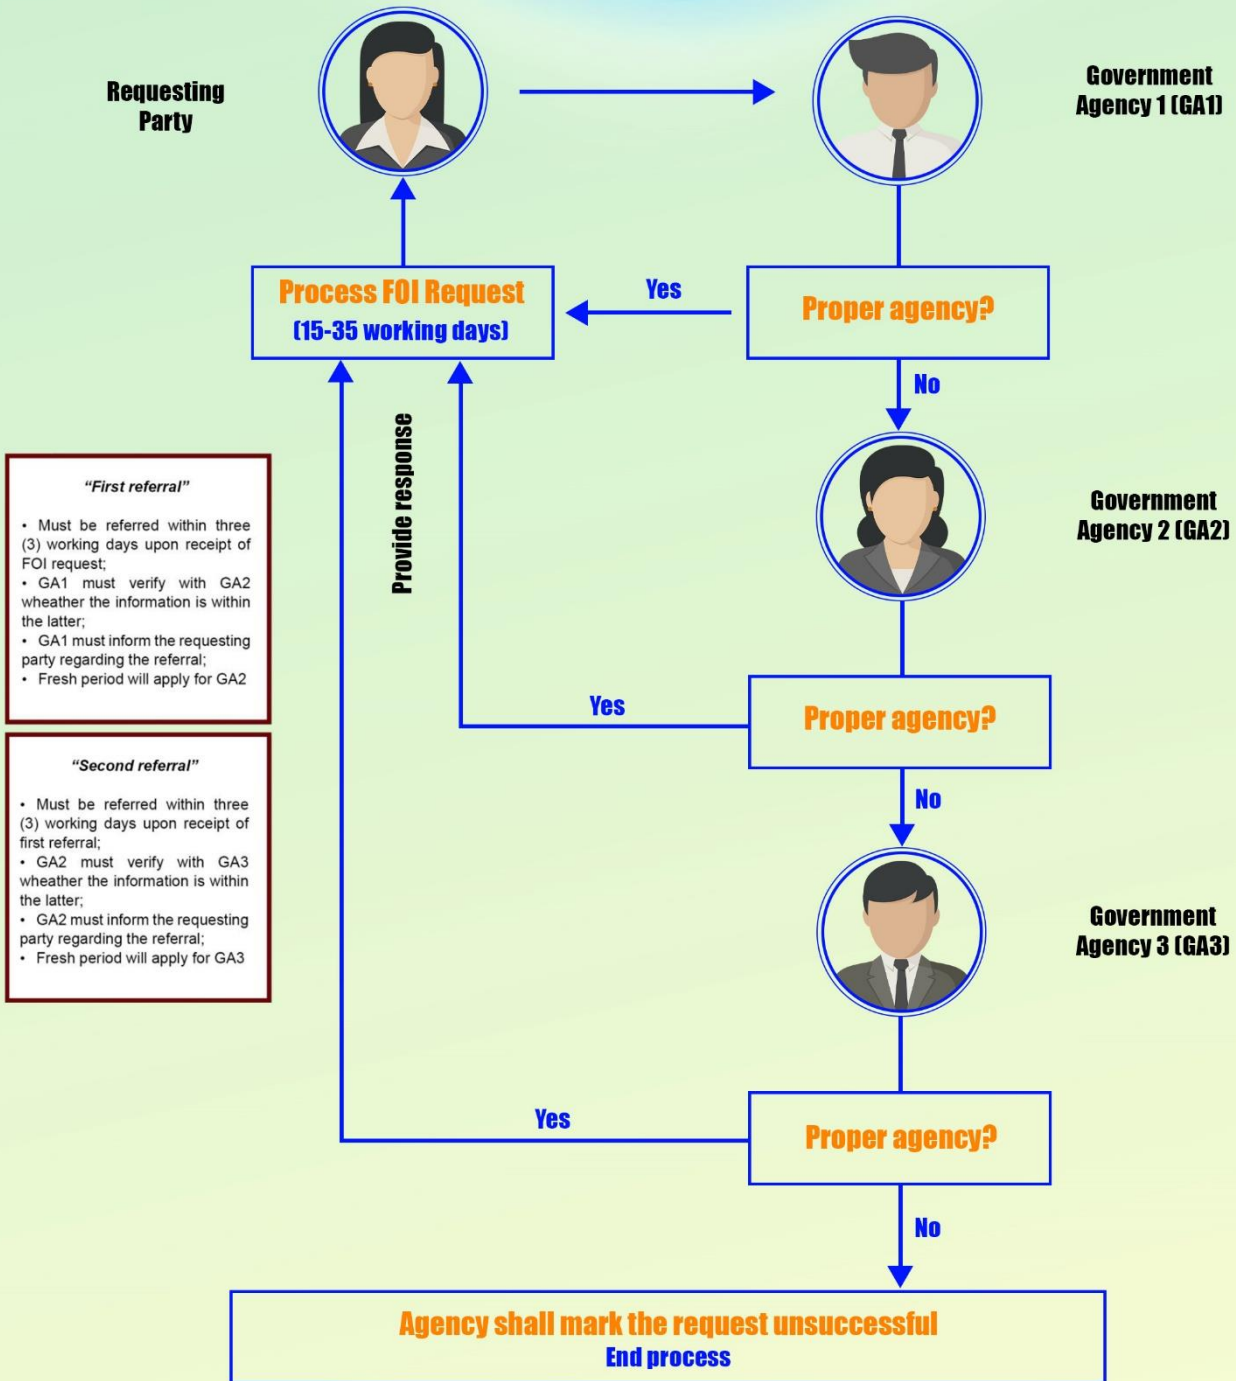 Requesting
Party
Government
Agency 1 (GA1)
Process FOI Request
(15-35 working days)
Yes
Proper agency?
No
Provide response
Government
Agency 2 (GA2)
"First referral"
• Must be referred within three
(3) working days upon receipt of
FOI request;
• GA1 must verify with GA2
wheather the information is within
the latter;
• GA1 must inform the requesting
party regarding the referral;
• Fresh period will apply for GA2
Yes
Proper agency?
No
"Second referral"
• Must be referred within three
(3) working days upon receipt of
first referral;
• GA2 must verify with GA3
wheather the information is within
the latter;
• GA2 must inform the requesting
party regarding the referral;
• Fresh period will apply for GA3
Government
Agency 3 (GA3)
Yes
Proper agency?
No
Agency shall mark the request unsuccessful
End process